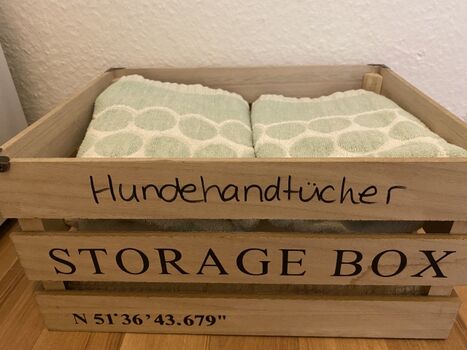 Hundehandtücher
STORAGE BOX
N 51°36'43.679"